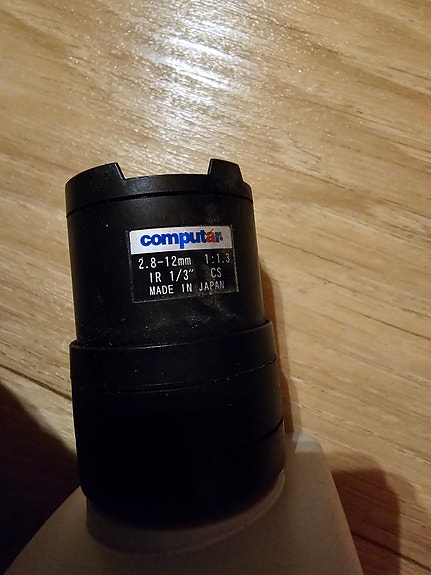 computar
2.8-12mm 1:1.3
IR 1/3" CS
MADE IN JAPAN